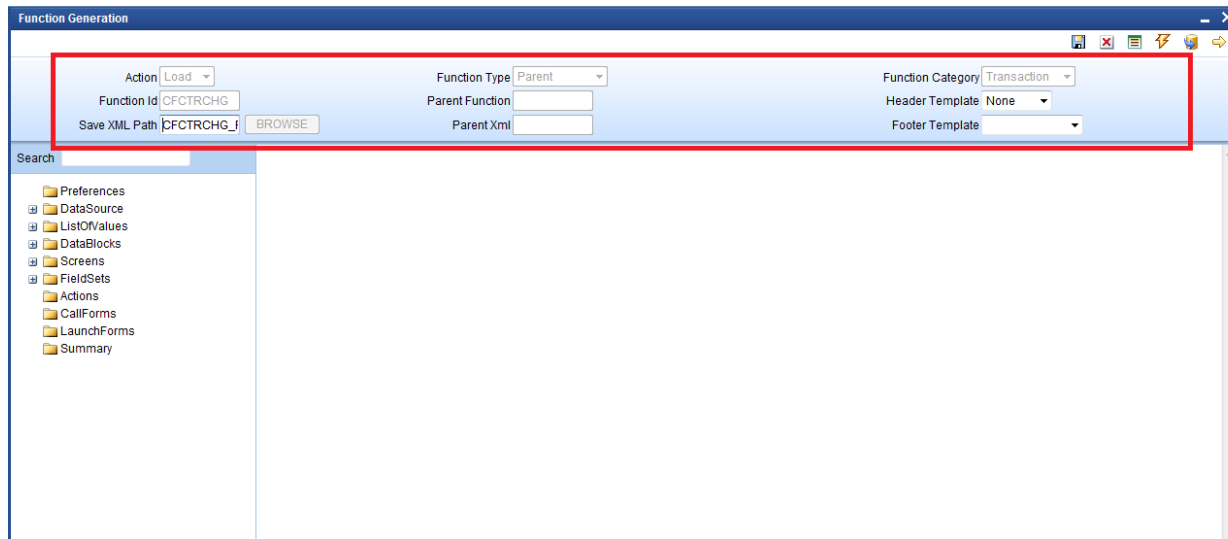 Function Generation
Action Load Function Type Parent Function Category Transaction
Function Id CFCTRCHG Parent Function Header Template None
Save XML Path CFCTRCHG_ BROWSE Parent Xml Footer Template
Search
Preferences
DataSource
ListOfValues
DataBlocks
Screens
FieldSets
Actions
CallForms
LaunchForms
Summary